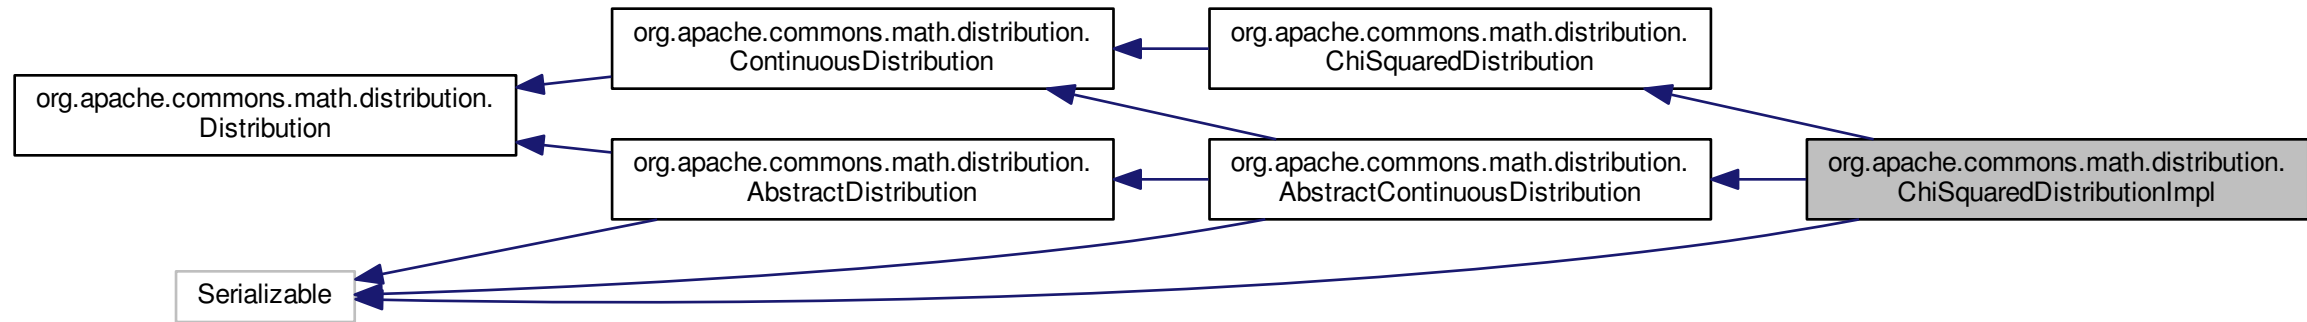 org.apache.commons.math.distribution.
Distribution
org.apache.commons.math.distribution.
ContinuousDistribution
org.apache.commons.math.distribution.
ChiSquaredDistribution
org.apache.commons.math.distribution.
AbstractDistribution
org.apache.commons.math.distribution.
AbstractContinuousDistribution
org.apache.commons.math.distribution.
ChiSquaredDistributionImpl
Serializable